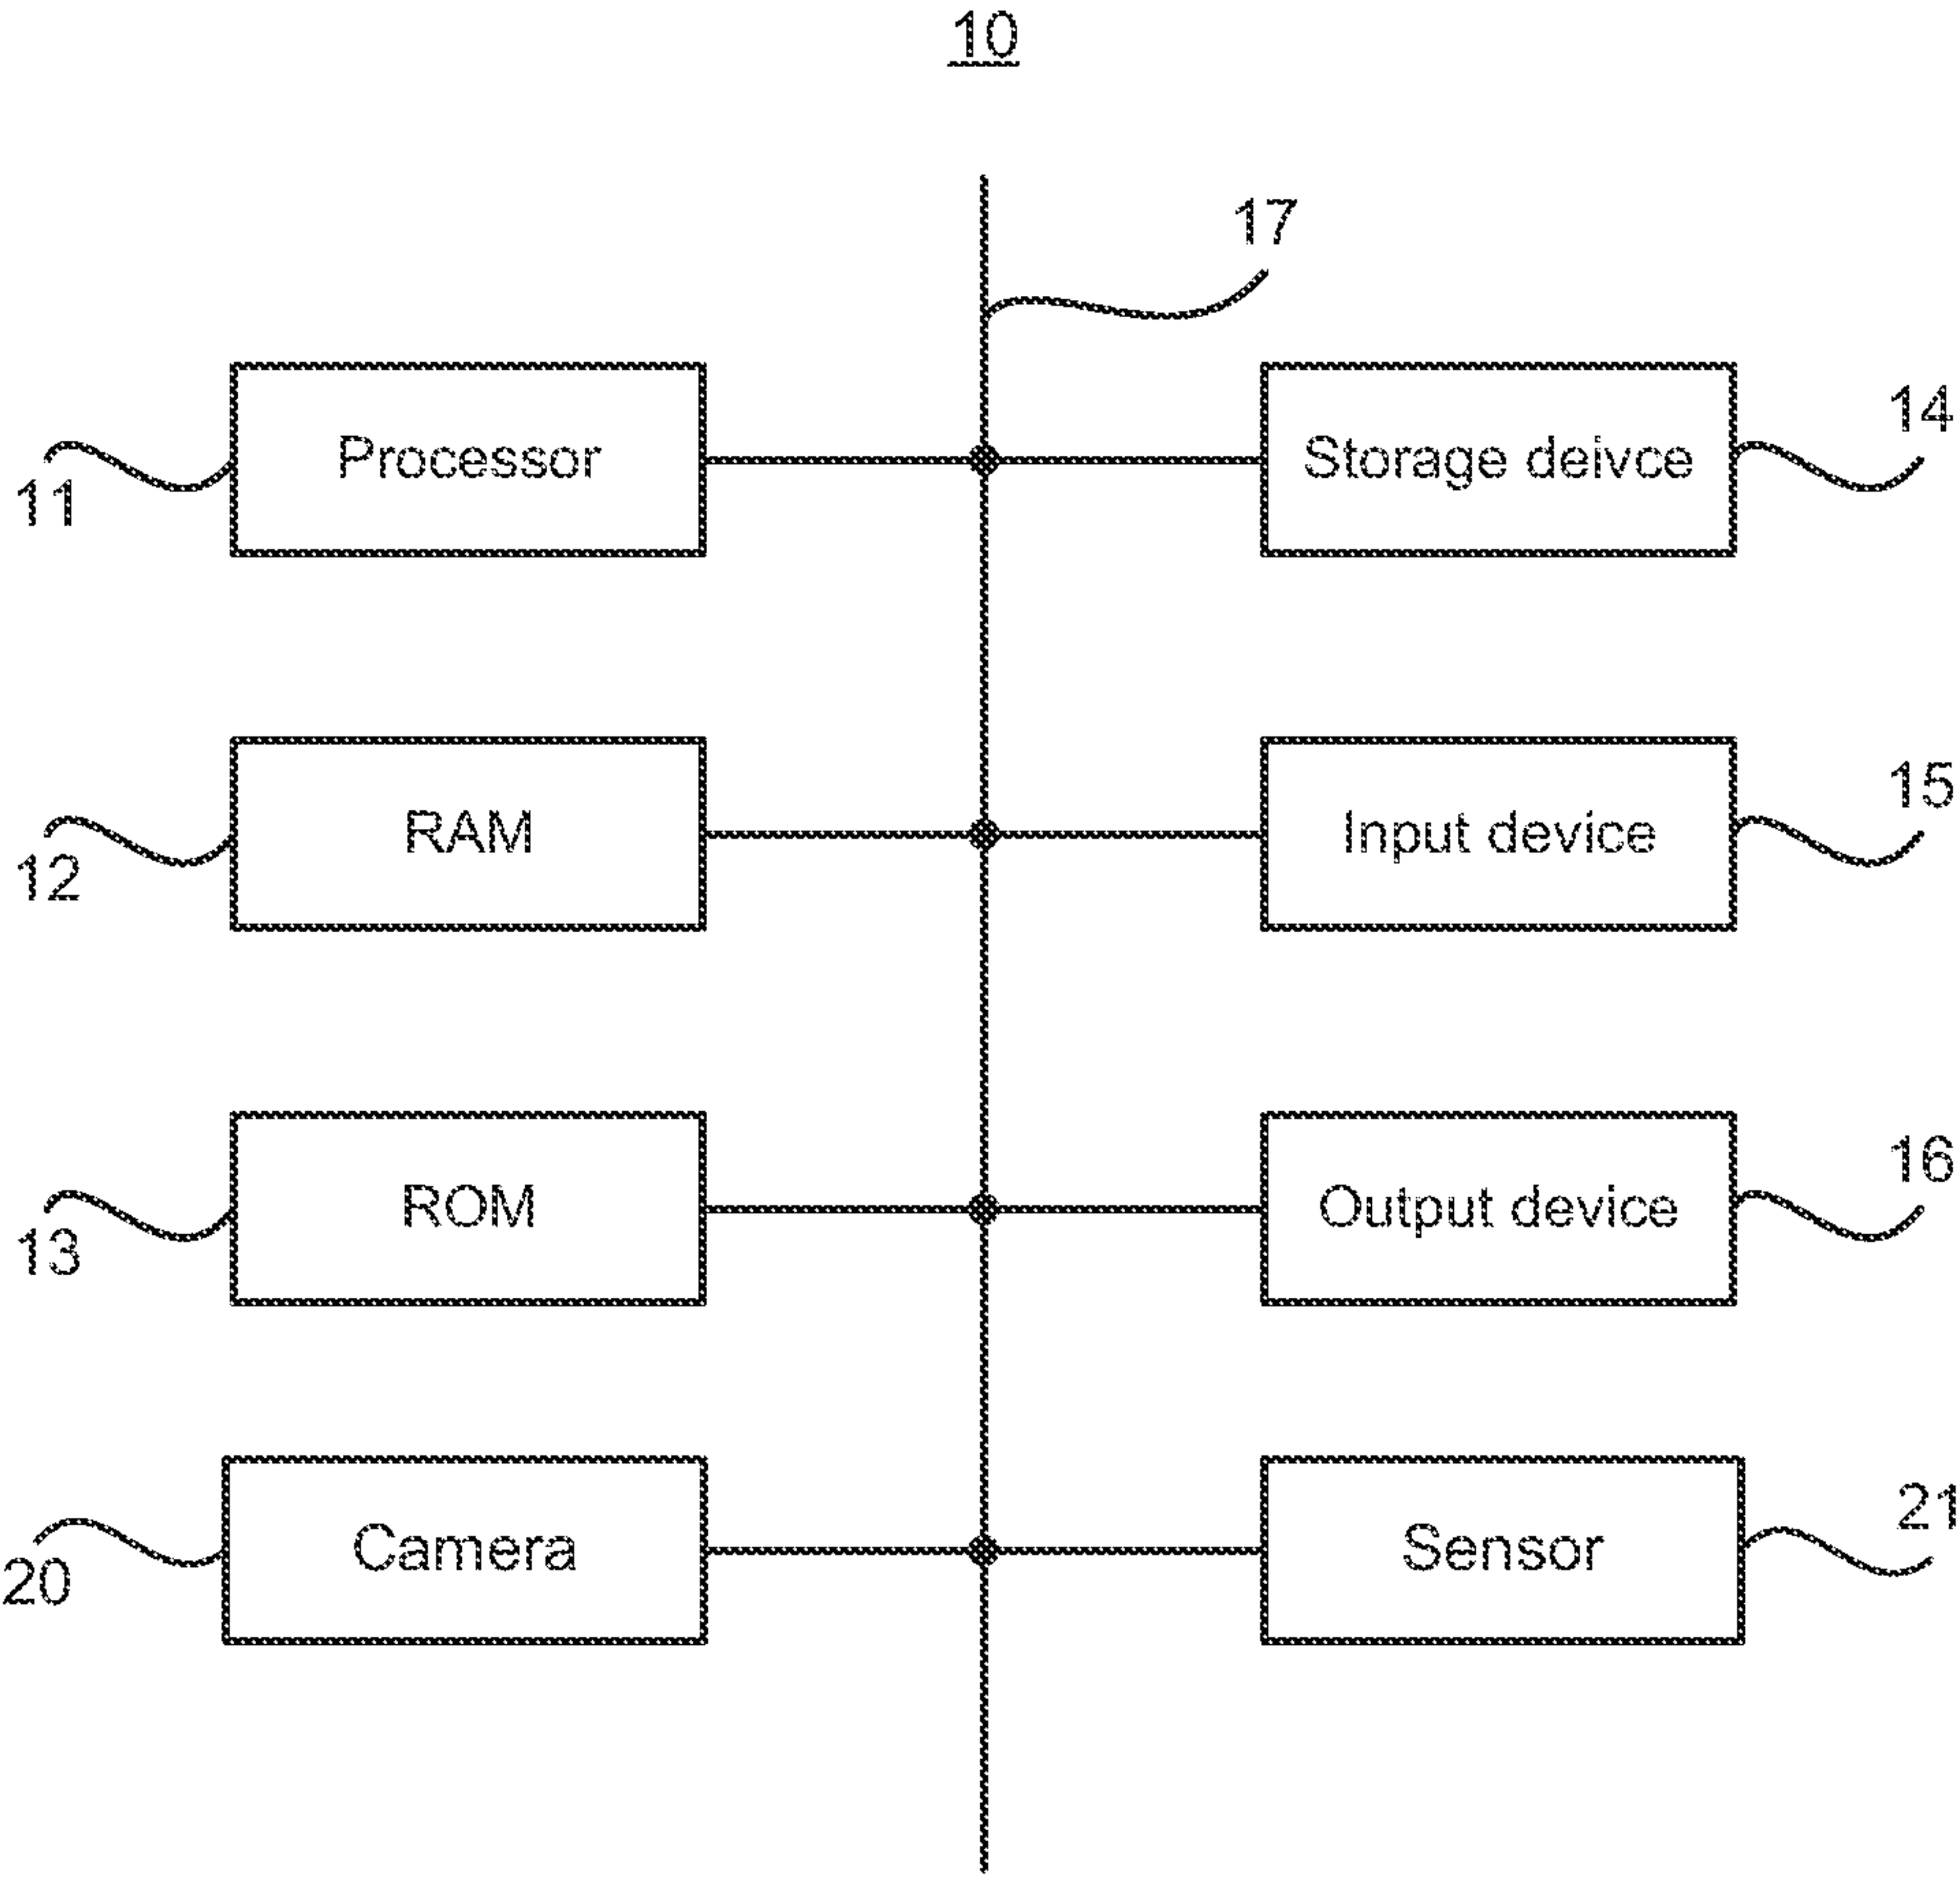 10
17
Processor
Storage deivce
14
11
RAM
Input device
15
12
ROM
Output device
16
13
Camera
Sensor
21
20